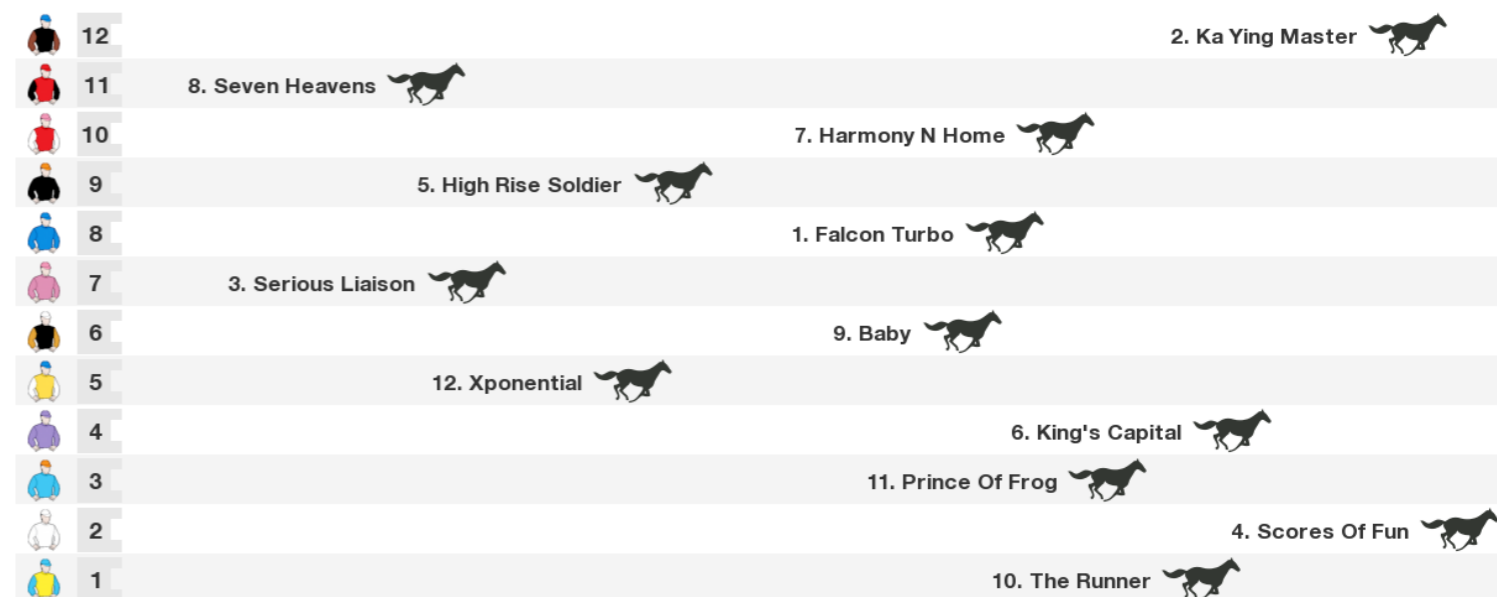 12 2. Ka Ying Master
11 8. Seven Heavens
10 7. Harmony N Home
9 5. High Rise Soldier
8 1. Falcon Turbo
7 3. Serious Liaison
6 9. Baby
5 12. Xponential
4 6. King's Capital
3 11. Prince Of Frog
2 4. Scores Of Fun
1 10. The Runner